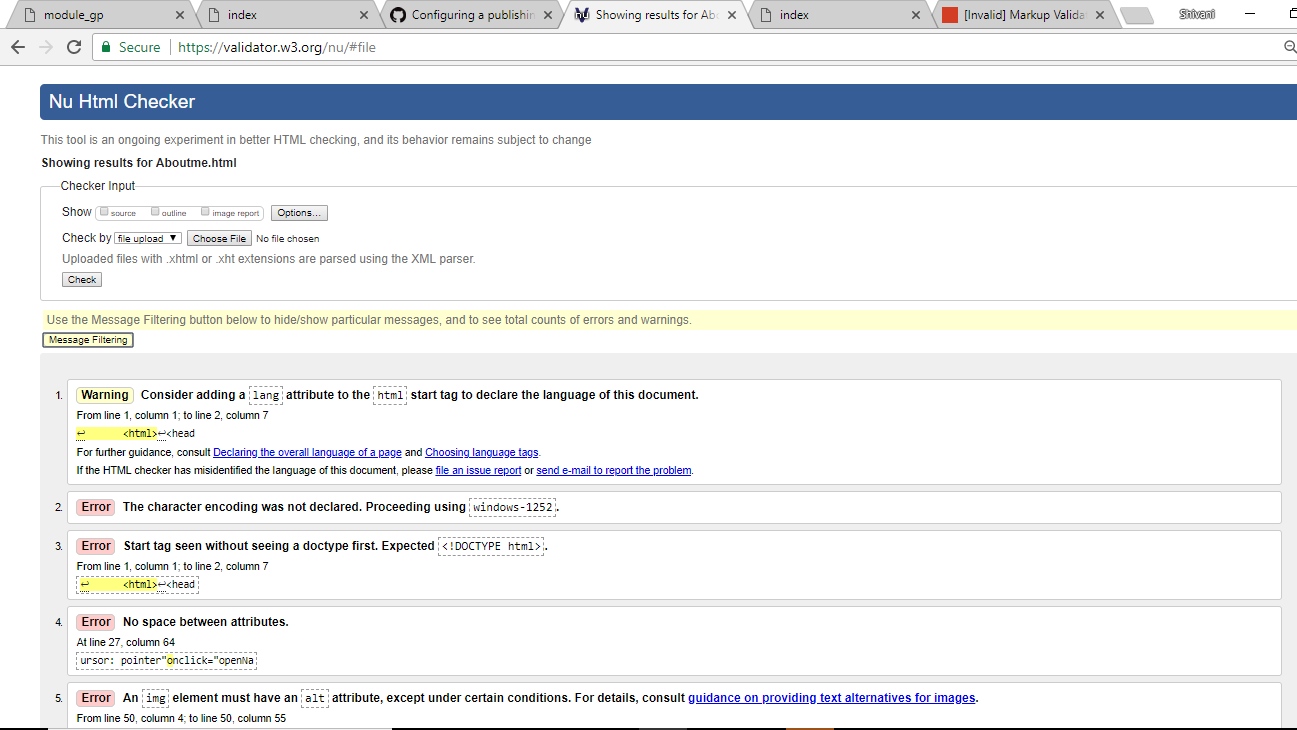 module_gp
index
Configuring a publishin
nu Showing results for Abo
index
[Invalid] Markup Valida
Shivani
Secure https://validator.w3.org/nu/#file
Nu Html Checker
This tool is an ongoing experiment in better HTML checking, and its behavior remains subject to change
Showing results for Aboutme.html
Checker Input
Show source outline image report Options...
Check by file upload ▼ Choose File No file chosen
Uploaded files with .xhtml or .xht extensions are parsed using the XML parser.
Check
Use the Message Filtering button below to hide/show particular messages, and to see total counts of errors and warnings.
Message Filtering
1. Warning Consider adding a lang attribute to the html start tag to declare the language of this document.
From line 1, column 1; to line 2, column 7
↩ <html>↩<head
For further guidance, consult Declaring the overall language of a page and Choosing language tags.
If the HTML checker has misidentified the language of this document, please file an issue report or send e-mail to report the problem.
2. Error The character encoding was not declared. Proceeding using windows-1252.
3. Error Start tag seen without seeing a doctype first. Expected <!DOCTYPE html>.
From line 1, column 1; to line 2, column 7
↩ <html>↩<head
4. Error No space between attributes.
At line 27, column 64
ursor: pointer"onclick="openNa
5. Error An img element must have an alt attribute, except under certain conditions. For details, consult guidance on providing text alternatives for images.
From line 50, column 4; to line 50, column 55